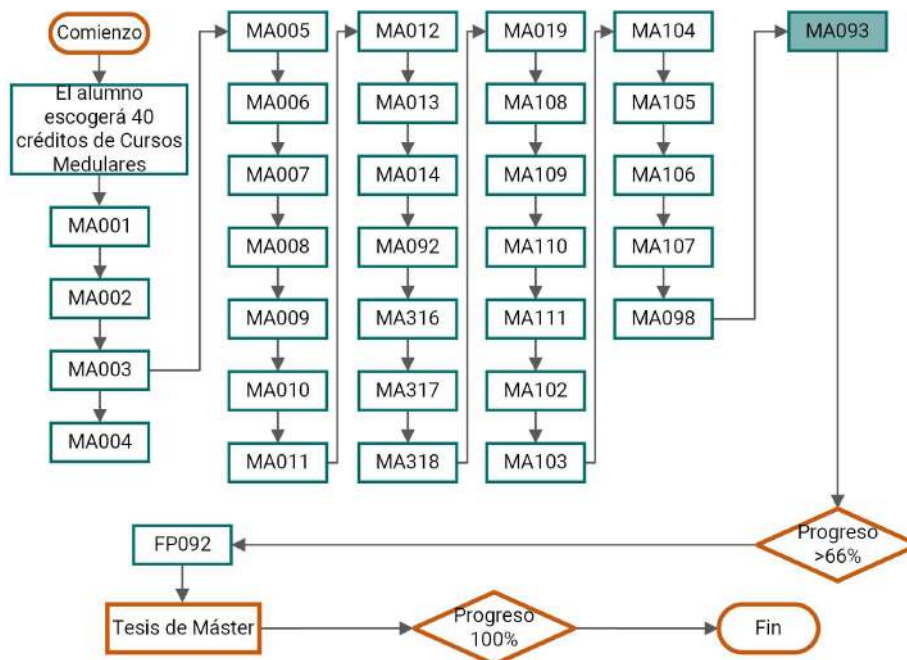 Comienzo
El alumno
escogerá 40
créditos de Cursos
Medulares
MA001
MA002
MA003
MA004
MA005
MA006
MA007
MA008
MA009
MA010
MA011
MA012
MA013
MA014
MA092
MA316
MA317
MA318
MA019
MA108
MA109
MA110
MA111
MA102
MA103
MA104
MA105
MA106
MA107
MA098
MA093
Progreso
>66%
FP092
Tesis de Máster
Progreso
100%
Fin